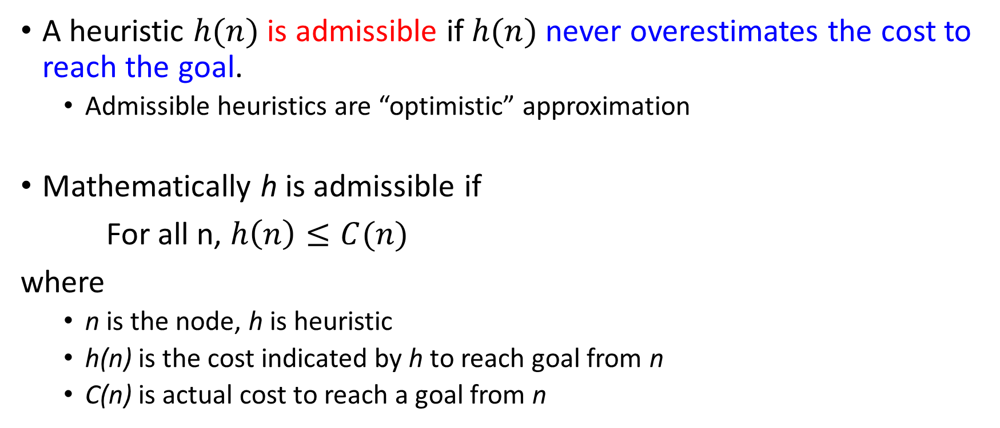 • A heuristic ℎ(𝑛) is admissible if ℎ(𝑛) never overestimates the cost to
reach the goal.
• Admissible heuristics are “optimistic” approximation
• Mathematically h is admissible if
For all n, ℎ(𝑛) ≤ 𝐶(𝑛)
where
• n is the node, h is heuristic
• h(n) is the cost indicated by h to reach goal from n
• C(n) is actual cost to reach a goal from n